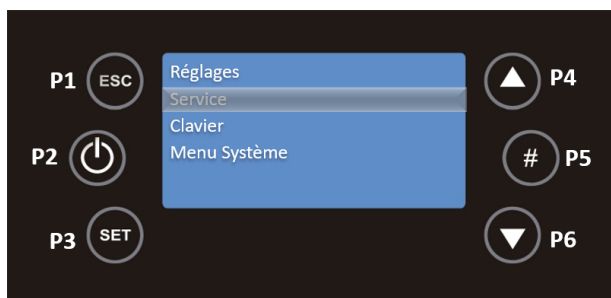 P1 ESC
Réglages
Service
Clavier
Menu Système
P4
P2
# P5
P3 SET
P6